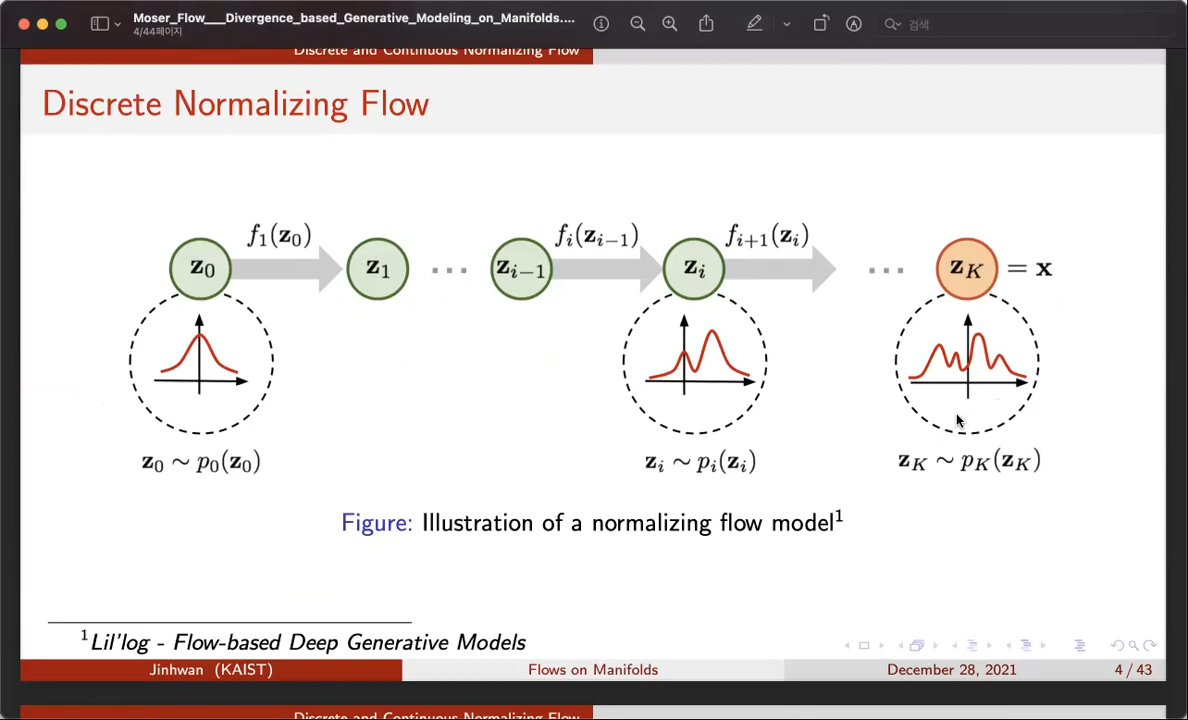 Moser_Flow___Divergence_based_Generative_Modeling_on_Manifolds....
4/44페이지
검색
Discrete and Continuous Normalizing Flow
Discrete Normalizing Flow
f₁(z₀) fᵢ(zᵢ₋₁) fᵢ₊₁(zᵢ)
z₀ z₁ ... zᵢ₋₁ zᵢ ... z_K = x
z₀ ∼ p₀(z₀) zᵢ ∼ pᵢ(zᵢ) z_K ∼ p_K(z_K)
Figure: Illustration of a normalizing flow model¹
¹Lil'log - Flow-based Deep Generative Models
Jinhwan (KAIST) Flows on Manifolds December 28, 2021 4 / 43
Discrete and Continuous Normalizing Flow